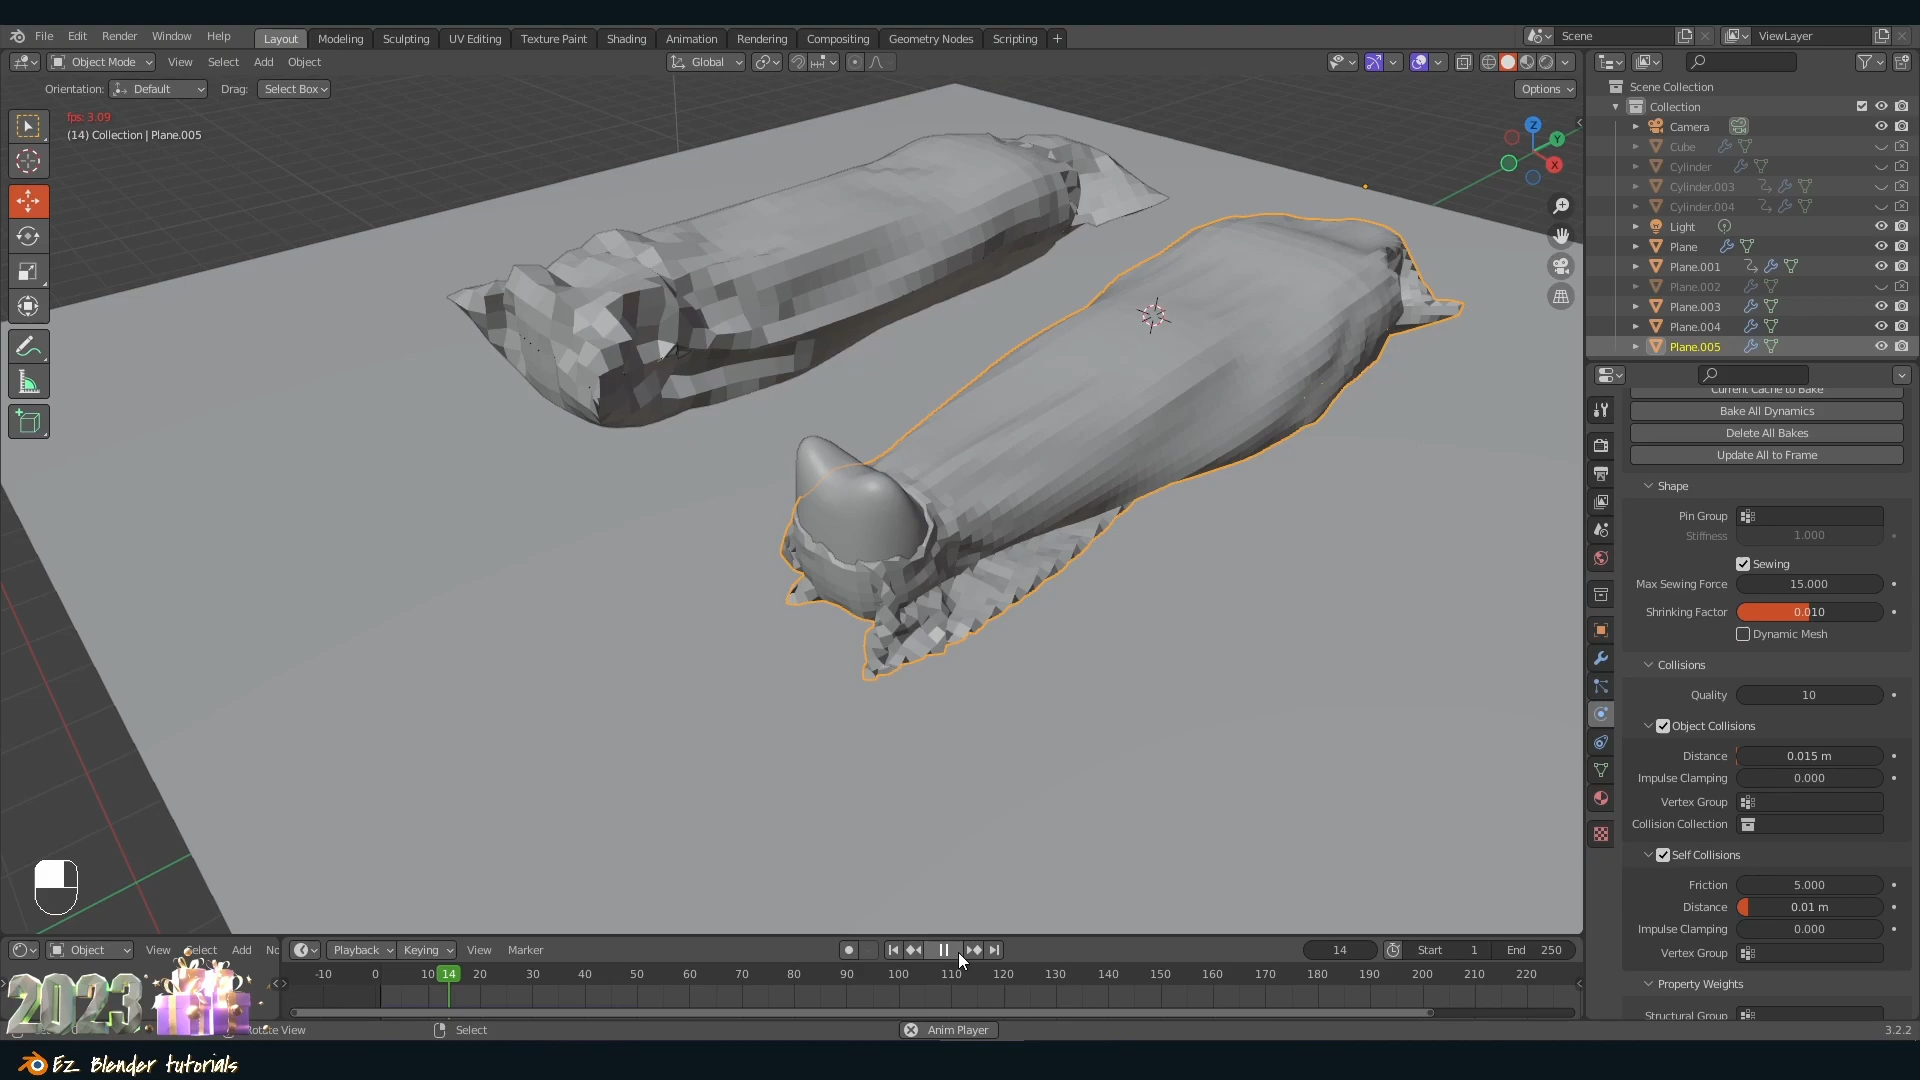 File Edit Render Window Help Layout Modeling Sculpting UV Editing Texture Paint Shading Animation Rendering Compositing Geometry Nodes Scripting + Scene ViewLayer
Object Mode View Select Add Object Global
Orientation: Default Drag: Select Box Options
fps: 3.09
(14) Collection | Plane.005
Z
Y
X
Scene Collection
Collection
Camera
Cube
Cylinder
Cylinder.003
Cylinder.004
Light
Plane
Plane.001
Plane.002
Plane.003
Plane.004
Plane.005
Current Cache to Bake
Bake All Dynamics
Delete All Bakes
Update All to Frame
Shape
Pin Group
Stiffness 1.000
Sewing
Max Sewing Force 15.000
Shrinking Factor 0.010
Dynamic Mesh
Collisions
Quality 10
Object Collisions
Distance 0.015 m
Impulse Clamping 0.000
Vertex Group
Collision Collection
Self Collisions
Friction 5.000
Distance 0.01 m
Impulse Clamping 0.000
Vertex Group
Property Weights
Structural Group
Object View Select Add No Playback Keying View Marker 14 Start 1 End 250
-10 0 10 14 20 30 40 50 60 70 80 90 100 110 120 130 140 150 160 170 180 190 200 210 220
2023
Rotate View Select Anim Player 3.2.2
Ez Blender tutorials